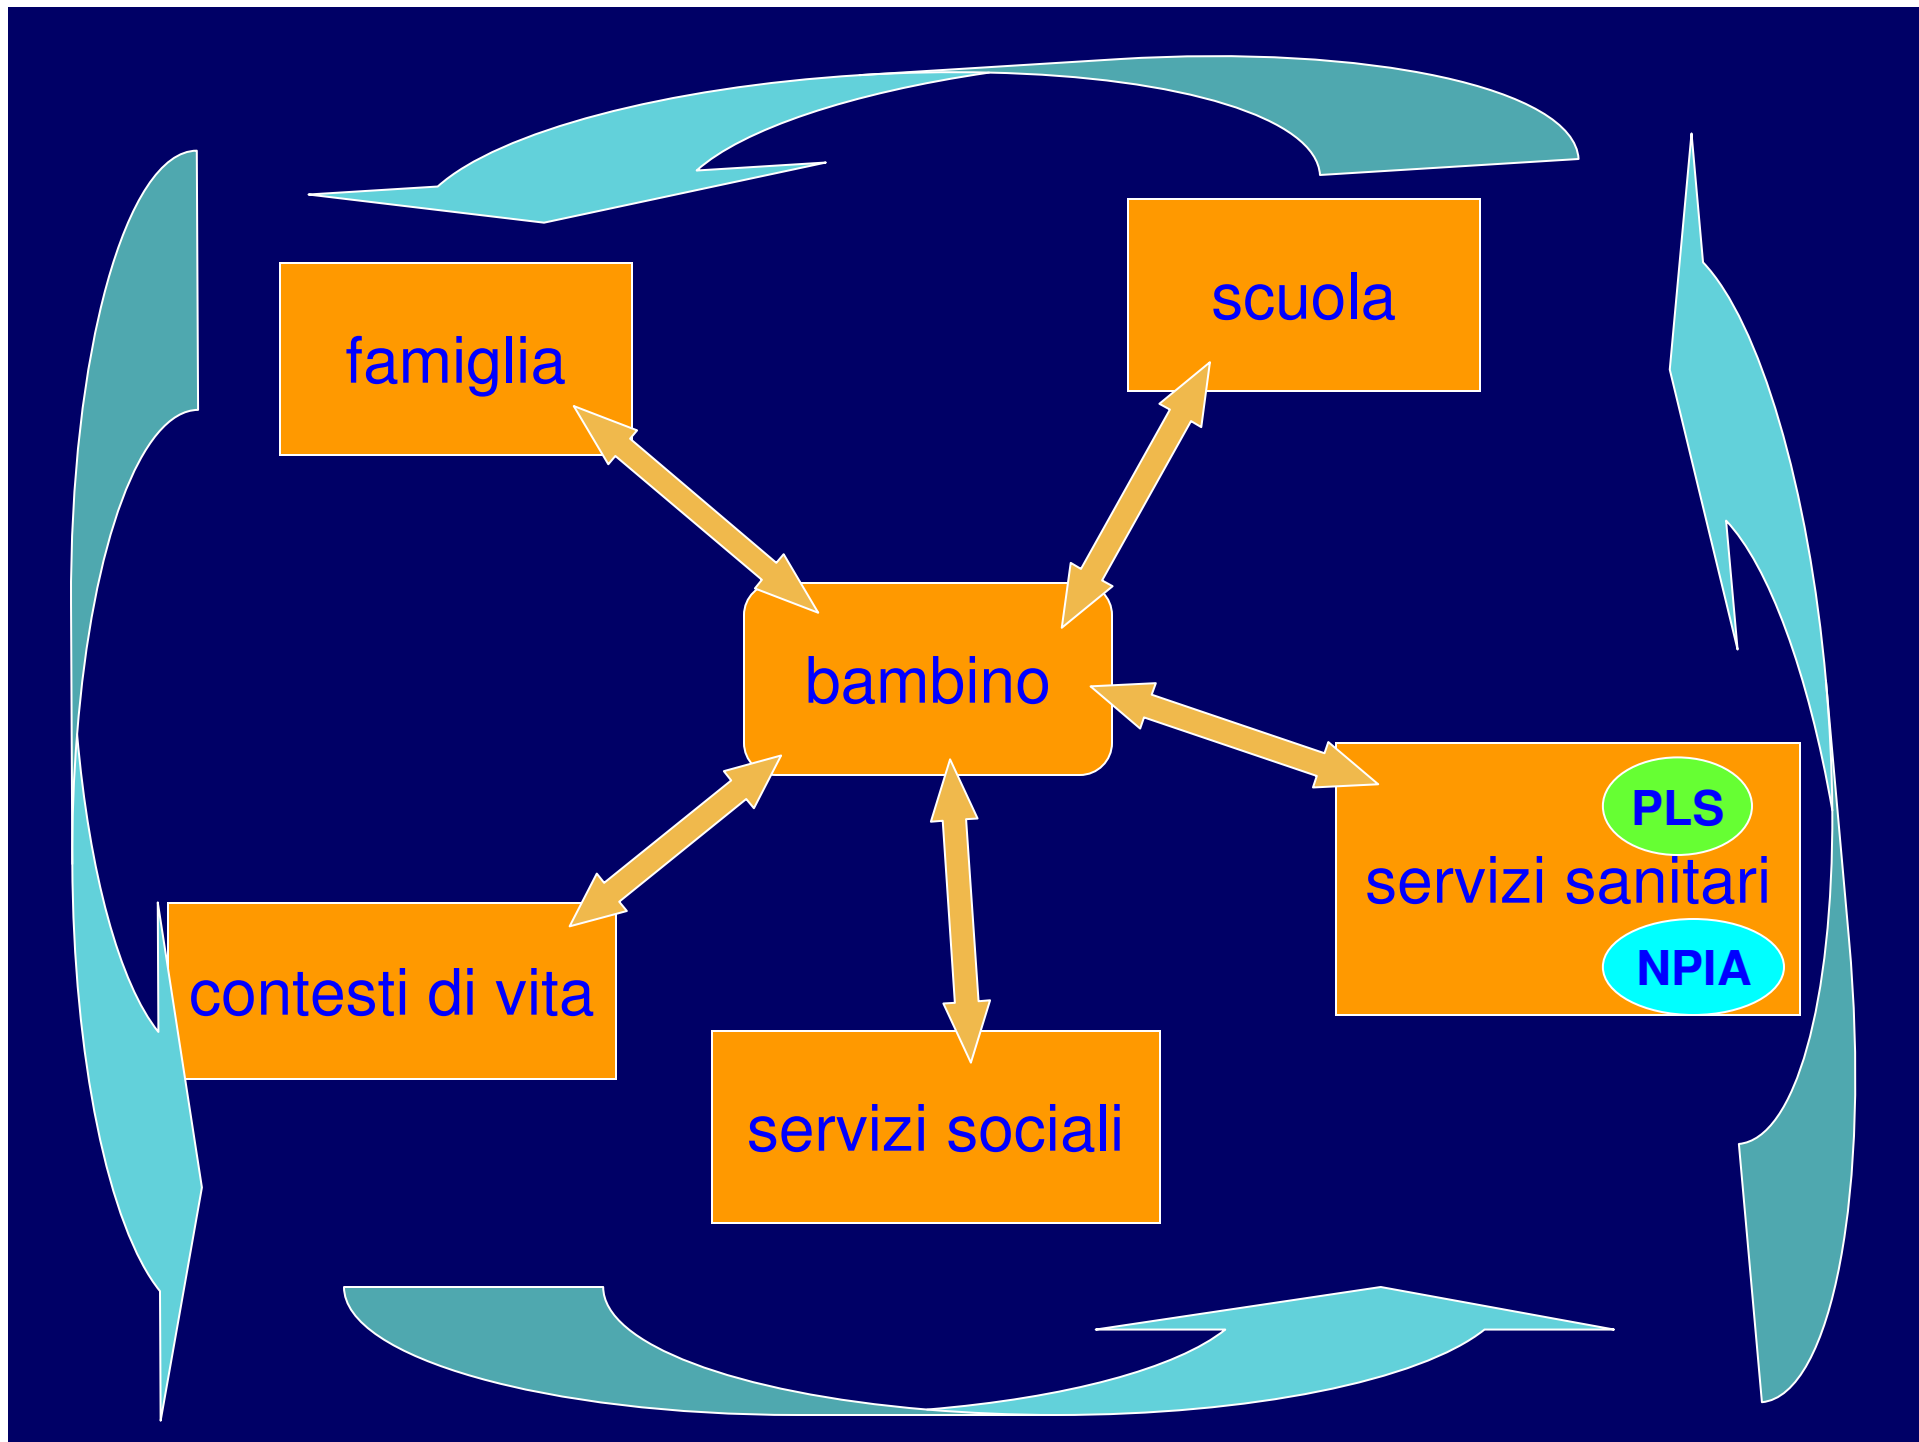 scuola
famiglia
bambino
PLS
servizi sanitari
NPIA
contesti di vita
servizi sociali